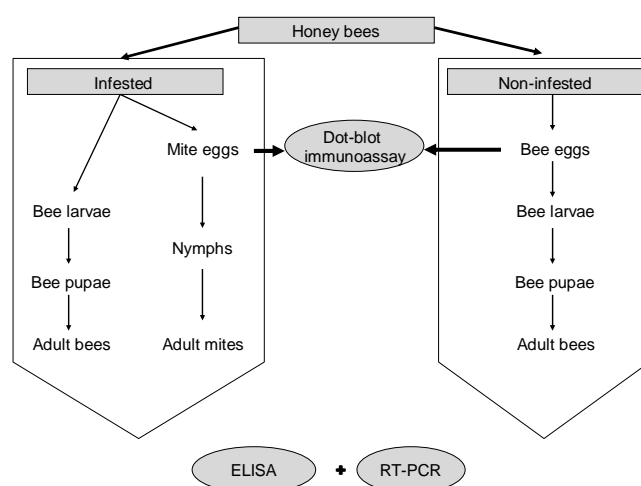 Honey bees
Infested
Non-infested
Mite eggs
Dot-blot
immunoassay
Bee eggs
Bee larvae
Bee larvae
Nymphs
Bee pupae
Bee pupae
Adult bees
Adult mites
Adult bees
ELISA + RT-PCR